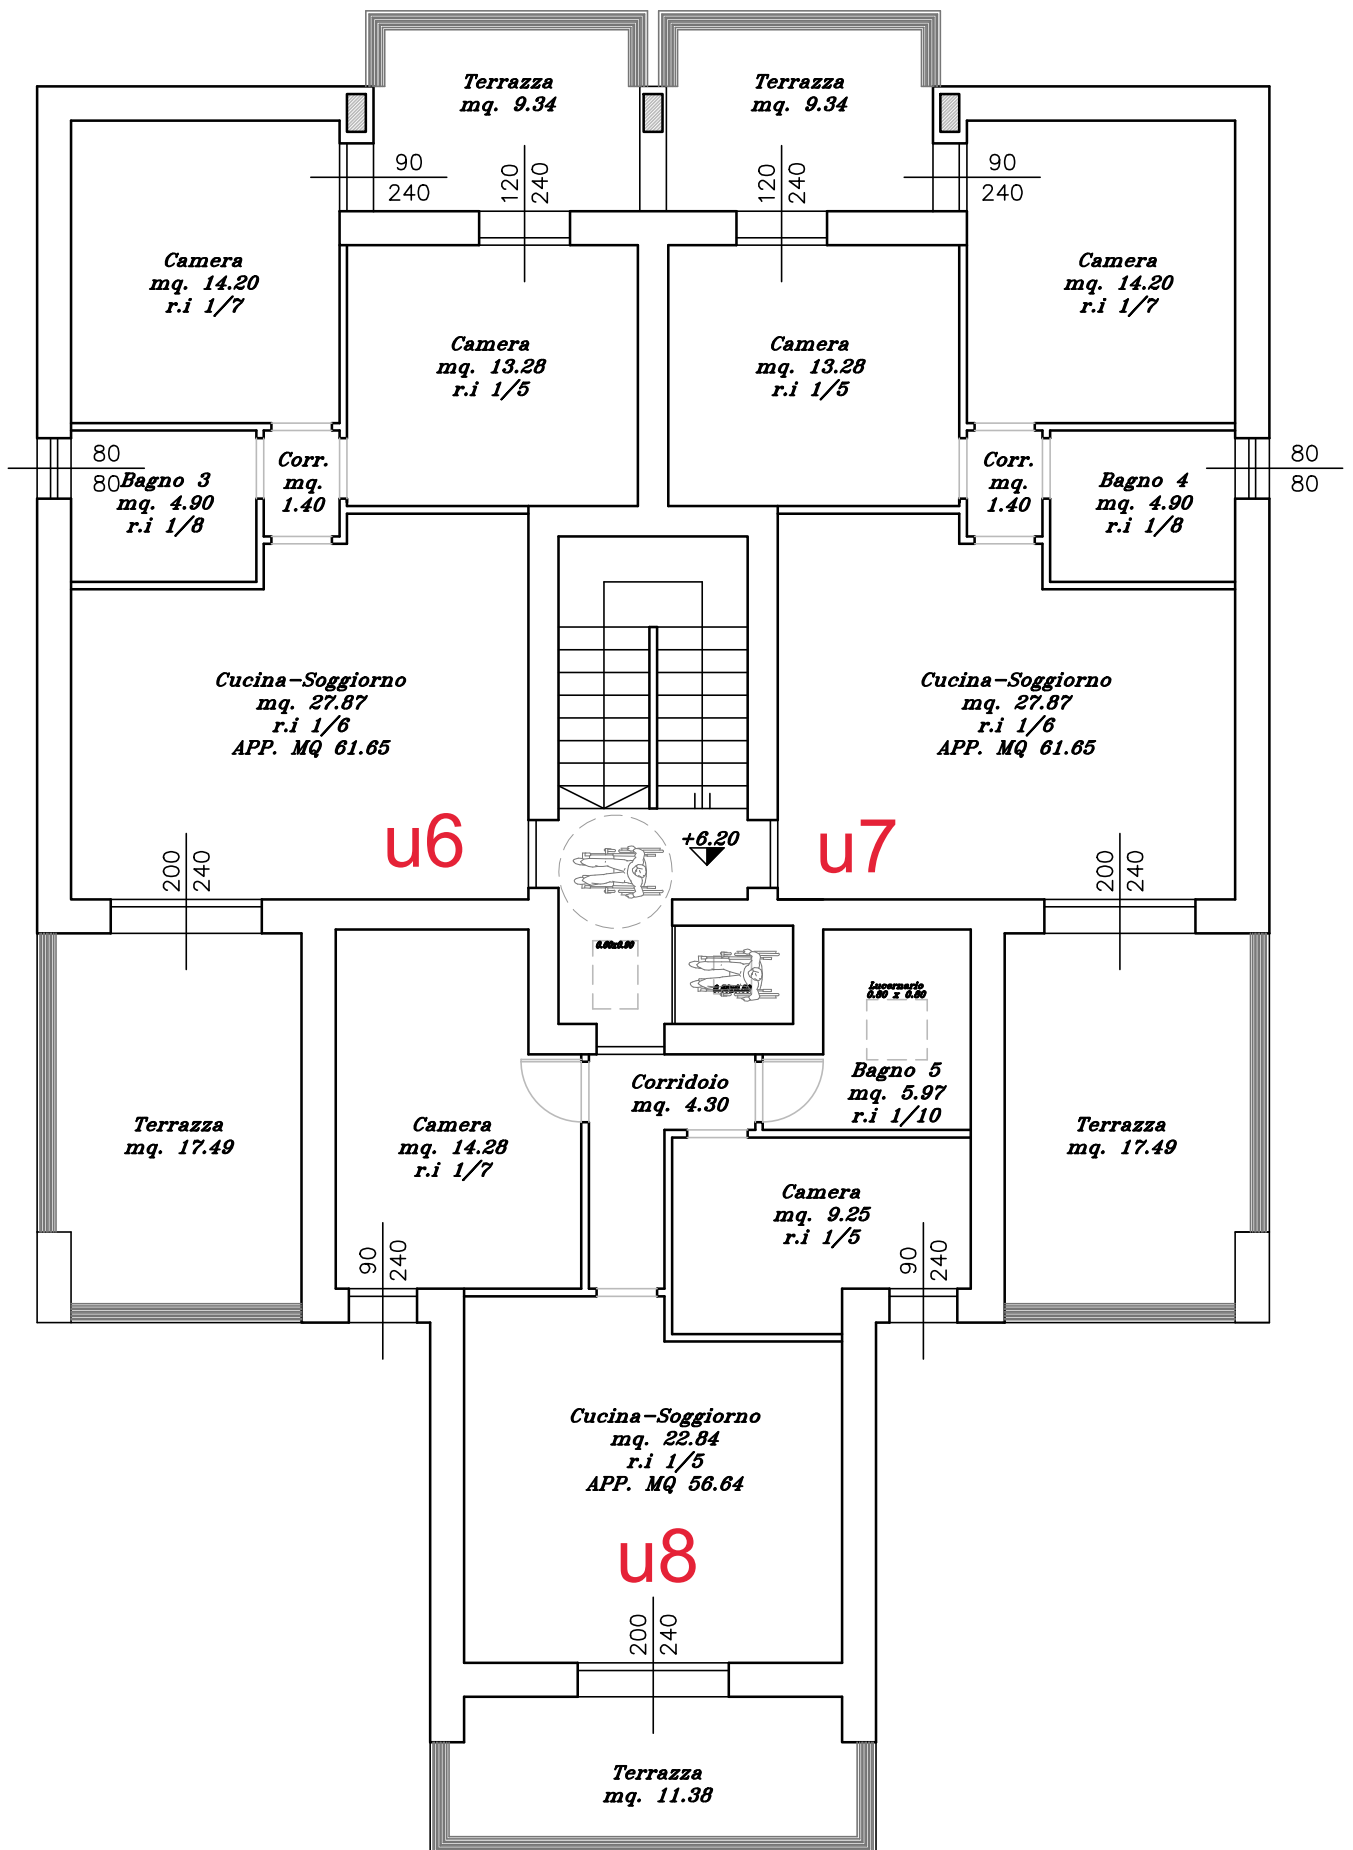 Terrazza
mq. 9.34
Terrazza
mq. 9.34
90
240
120
240
120
240
90
240
Camera
mq. 14.20
r.i 1/7
Camera
mq. 13.28
r.i 1/5
Camera
mq. 13.28
r.i 1/5
Camera
mq. 14.20
r.i 1/7
80
80
Bagno 3
mq. 4.90
r.i 1/8
Corr.
mq.
1.40
Corr.
mq.
1.40
Bagno 4
mq. 4.90
r.i 1/8
80
80
Cucina-Soggiorno
mq. 27.87
r.i 1/6
APP. MQ 61.65
Cucina-Soggiorno
mq. 27.87
r.i 1/6
APP. MQ 61.65
u6
+6.20
u7
200
240
200
240
Lucernario
0.80 x 0.80
Terrazza
mq. 17.49
Camera
mq. 14.28
r.i 1/7
Corridoio
mq. 4.30
Bagno 5
mq. 5.97
r.i 1/10
Terrazza
mq. 17.49
Camera
mq. 9.25
r.i 1/5
90
240
90
240
Cucina-Soggiorno
mq. 22.84
r.i 1/5
APP. MQ 56.64
u8
200
240
Terrazza
mq. 11.38